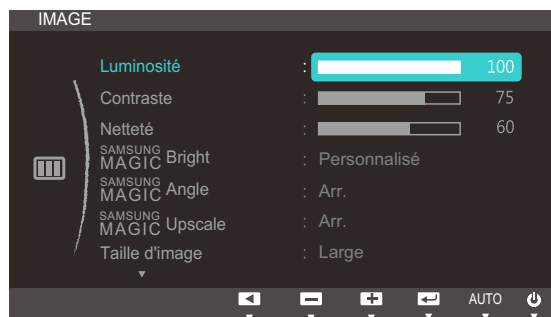 IMAGE
Luminosité : 100
Contraste : 75
Netteté : 60
SAMSUNG MAGIC Bright : Personnalisé
SAMSUNG MAGIC Angle : Arr.
SAMSUNG MAGIC Upscale : Arr.
Taille d'image : Large
AUTO